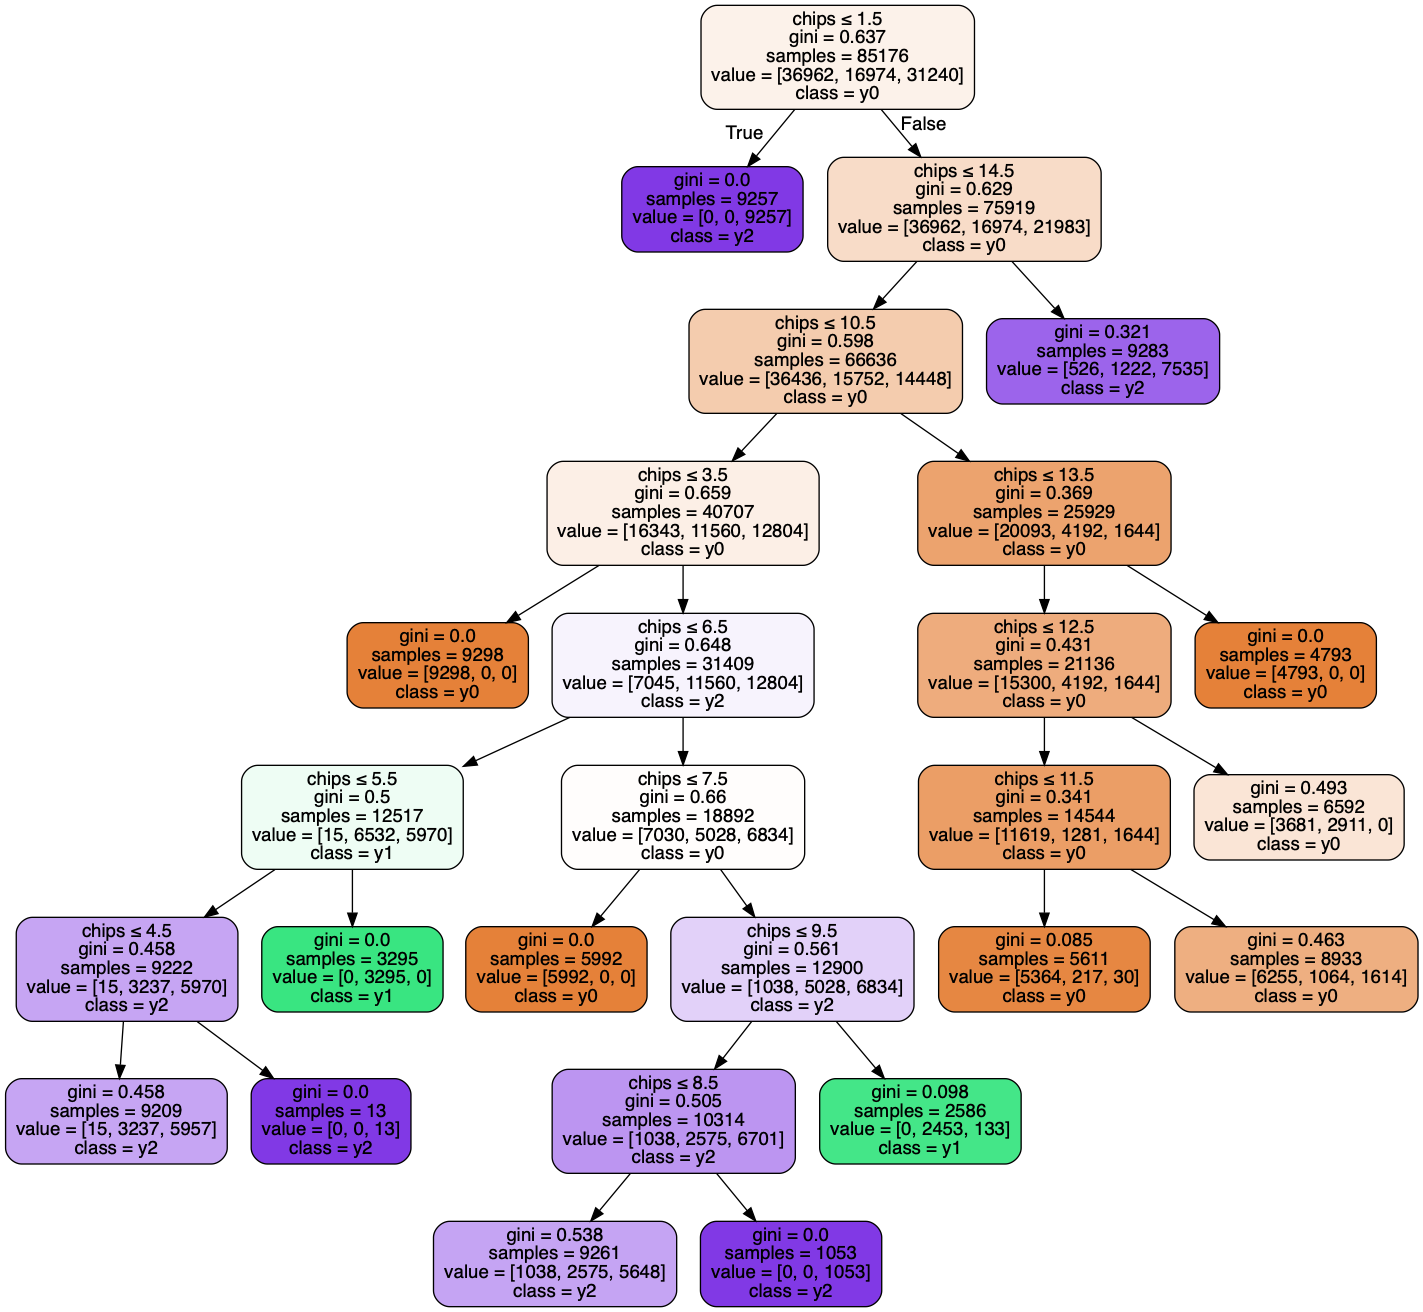 chips ≤ 1.5
gini = 0.637
samples = 85176
value = [36962, 16974, 31240]
class = y0
True
False
gini = 0.0
samples = 9257
value = [0, 0, 9257]
class = y2
chips ≤ 14.5
gini = 0.629
samples = 75919
value = [36962, 16974, 21983]
class = y0
chips ≤ 10.5
gini = 0.598
samples = 66636
value = [36436, 15752, 14448]
class = y0
gini = 0.321
samples = 9283
value = [526, 1222, 7535]
class = y2
chips ≤ 3.5
gini = 0.659
samples = 40707
value = [16343, 11560, 12804]
class = y0
chips ≤ 13.5
gini = 0.369
samples = 25929
value = [20093, 4192, 1644]
class = y0
gini = 0.0
samples = 9298
value = [9298, 0, 0]
class = y0
chips ≤ 6.5
gini = 0.648
samples = 31409
value = [7045, 11560, 12804]
class = y2
chips ≤ 12.5
gini = 0.431
samples = 21136
value = [15300, 4192, 1644]
class = y0
gini = 0.0
samples = 4793
value = [4793, 0, 0]
class = y0
chips ≤ 5.5
gini = 0.5
samples = 12517
value = [15, 6532, 5970]
class = y1
chips ≤ 7.5
gini = 0.66
samples = 18892
value = [7030, 5028, 6834]
class = y0
chips ≤ 11.5
gini = 0.341
samples = 14544
value = [11619, 1281, 1644]
class = y0
gini = 0.493
samples = 6592
value = [3681, 2911, 0]
class = y0
chips ≤ 4.5
gini = 0.458
samples = 9222
value = [15, 3237, 5970]
class = y2
gini = 0.0
samples = 3295
value = [0, 3295, 0]
class = y1
gini = 0.0
samples = 5992
value = [5992, 0, 0]
class = y0
chips ≤ 9.5
gini = 0.561
samples = 12900
value = [1038, 5028, 6834]
class = y2
gini = 0.085
samples = 5611
value = [5364, 217, 30]
class = y0
gini = 0.463
samples = 8933
value = [6255, 1064, 1614]
class = y0
gini = 0.458
samples = 9209
value = [15, 3237, 5957]
class = y2
gini = 0.0
samples = 13
value = [0, 0, 13]
class = y2
chips ≤ 8.5
gini = 0.505
samples = 10314
value = [1038, 2575, 6701]
class = y2
gini = 0.098
samples = 2586
value = [0, 2453, 133]
class = y1
gini = 0.538
samples = 9261
value = [1038, 2575, 5648]
class = y2
gini = 0.0
samples = 1053
value = [0, 0, 1053]
class = y2